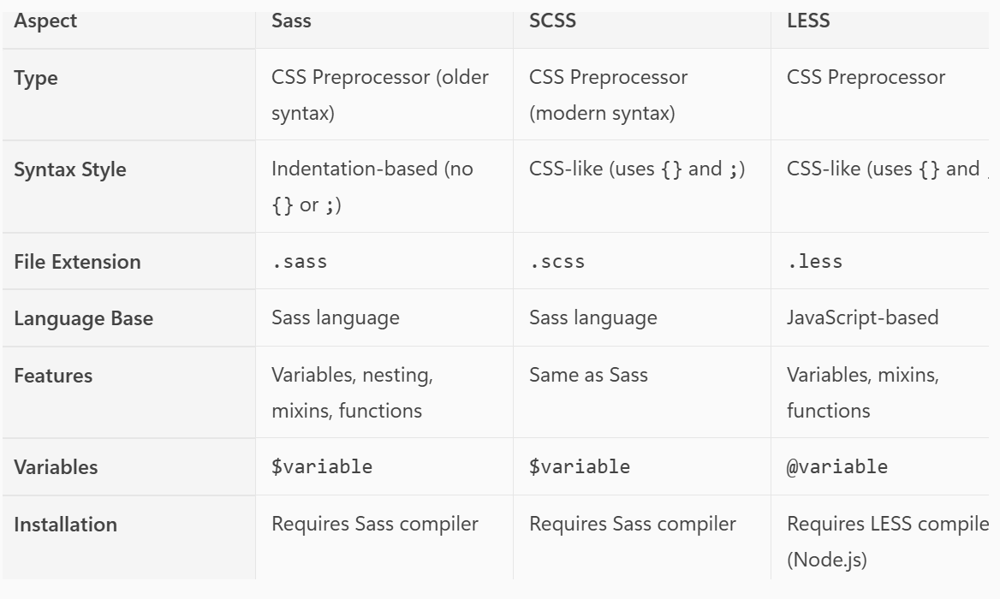 Aspect Sass SCSS LESS
Type CSS Preprocessor (older CSS Preprocessor CSS Preprocessor
syntax) (modern syntax)
Syntax Style Indentation-based (no CSS-like (uses {} and ;) CSS-like (uses {} and
{} or ;)
File Extension .sass .scss .less
Language Base Sass language Sass language JavaScript-based
Features Variables, nesting, Same as Sass Variables, mixins,
mixins, functions functions
Variables $variable $variable @variable
Installation Requires Sass compiler Requires Sass compiler Requires LESS compile
(Node.js)